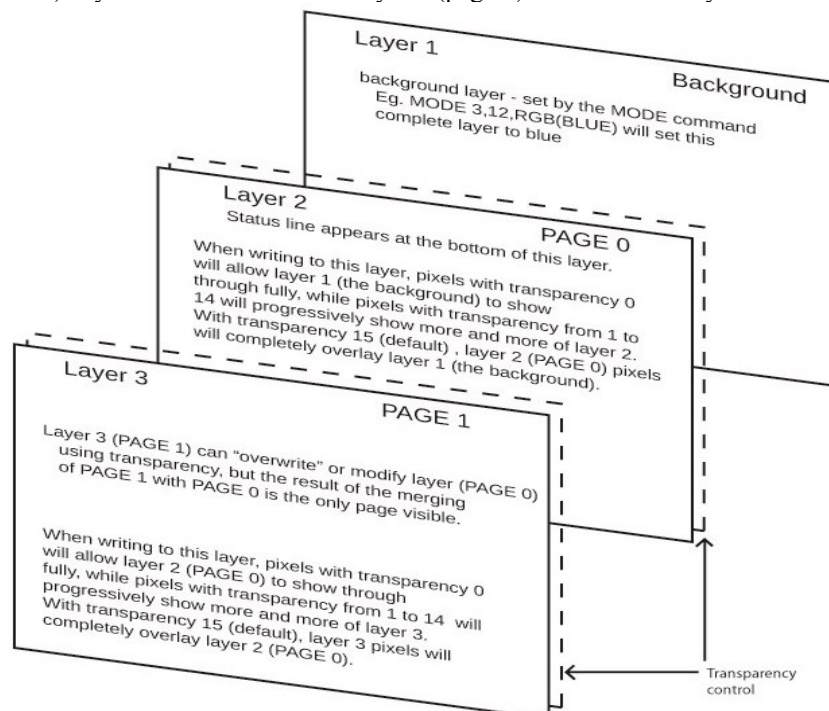 Layer 1
Background
background layer - set by the MODE command
Eg. MODE 3,12,RGB(BLUE) will set this
complete layer to blue
Layer 2
PAGE 0
Status line appears at the bottom of this layer.
When writing to this layer, pixels with transparency 0
will allow layer 1 (the background) to show
through fully, while pixels with transparency from 1 to
14 will progressively show more and more of layer 2.
With transparency 15 (default) , layer 2 (PAGE 0) pixels
will completely overlay layer 1 (the background).
Layer 3
PAGE 1
Layer 3 (PAGE 1) can “overwrite” or modify layer (PAGE 0)
using transparency, but the result of the merging
of PAGE 1 with PAGE 0 is the only page visible.
When writing to this layer, pixels with transparency 0
will allow layer 2 (PAGE 0) to show through
fully, while pixels with transparency from 1 to 14 will
progressively show more and more of layer 3.
With transparency 15 (default), layer 3 pixels will
completely overlay layer 2 (PAGE 0).
Transparency
control